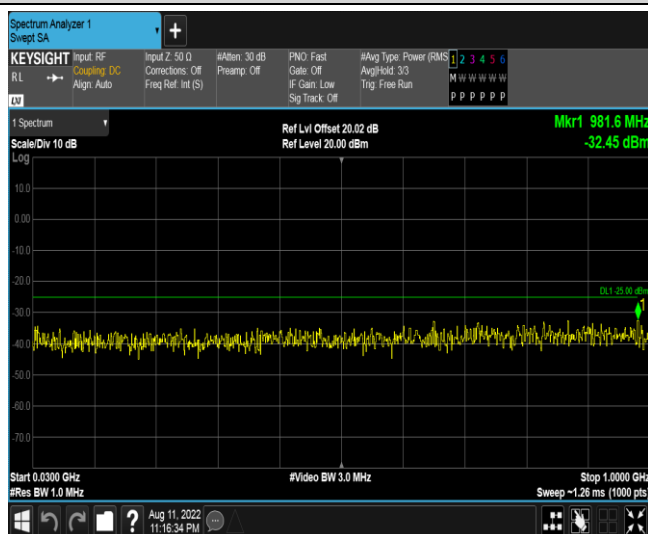 Spectrum Analyzer 1
Swept SA
KEYSIGHT
RL
LXI
Input: RF
Coupling: DC
Align: Auto
Input Z: 50 Ω
Corrections: Off
Freq Ref: Int (S)
#Atten: 30 dB
Preamp: Off
PNO: Fast
Gate: Off
IF Gain: Low
Sig Track: Off
#Avg Type: Power (RMS
Avg|Hold: 3/3
Trig: Free Run
1 2 3 4 5 6
M W W W W W
P P P P P P
1 Spectrum
Scale/Div 10 dB
Log
Ref Lvl Offset 20.02 dB
Ref Level 20.00 dBm
Mkr1 981.6 MHz
-32.45 dBm
10.0
0.00
-10.0
-20.0
-30.0
-40.0
-50.0
-60.0
-70.0
DL1 -25.00 dBm
1
Start 0.0300 GHz
#Res BW 1.0 MHz
#Video BW 3.0 MHz
Stop 1.0000 GHz
Sweep ~1.26 ms (1000 pts)
?
Aug 11, 2022
11:16:34 PM